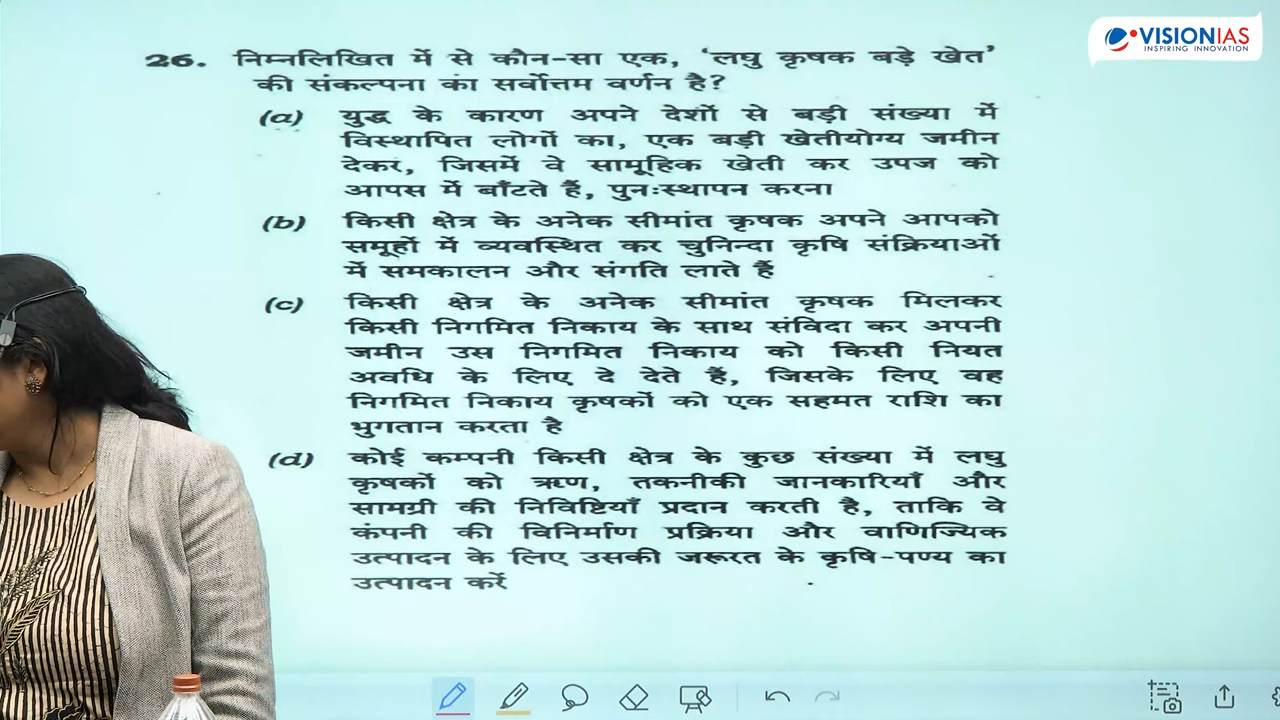 VISIONIAS
INSPIRING INNOVATION
26. निम्नलिखित में से कौन-सा एक, ‘लघु कृषक बड़े खेत’
की संकल्पना का सर्वोत्तम वर्णन है?
(a) युद्ध के कारण अपने देशों से बड़ी संख्या में
विस्थापित लोगों का, एक बड़ी खेतीयोग्य जमीन
देकर, जिसमें वे सामूहिक खेती कर उपज को
आपस में बाँटते हैं, पुनःस्थापन करना
(b) किसी क्षेत्र के अनेक सीमांत कृषक अपने आपको
समूहों में व्यवस्थित कर चुनिन्दा कृषि संक्रियाओं
में समकालन और संगति लाते हैं
(c) किसी क्षेत्र के अनेक सीमांत कृषक मिलकर
किसी निगमित निकाय के साथ संविदा कर अपनी
जमीन उस निगमित निकाय को किसी नियत
अवधि के लिए दे देते हैं, जिसके लिए वह
निगमित निकाय कृषकों को एक सहमत राशि का
भुगतान करता है
(d) कोई कम्पनी किसी क्षेत्र के कुछ संख्या में लघु
कृषकों को ऋण, तकनीकी जानकारियाँ और
सामग्री की निविष्टियाँ प्रदान करती है, ताकि वे
कंपनी की विनिर्माण प्रक्रिया और वाणिज्यिक
उत्पादन के लिए उसकी जरूरत के कृषि-पण्य का
उत्पादन करें